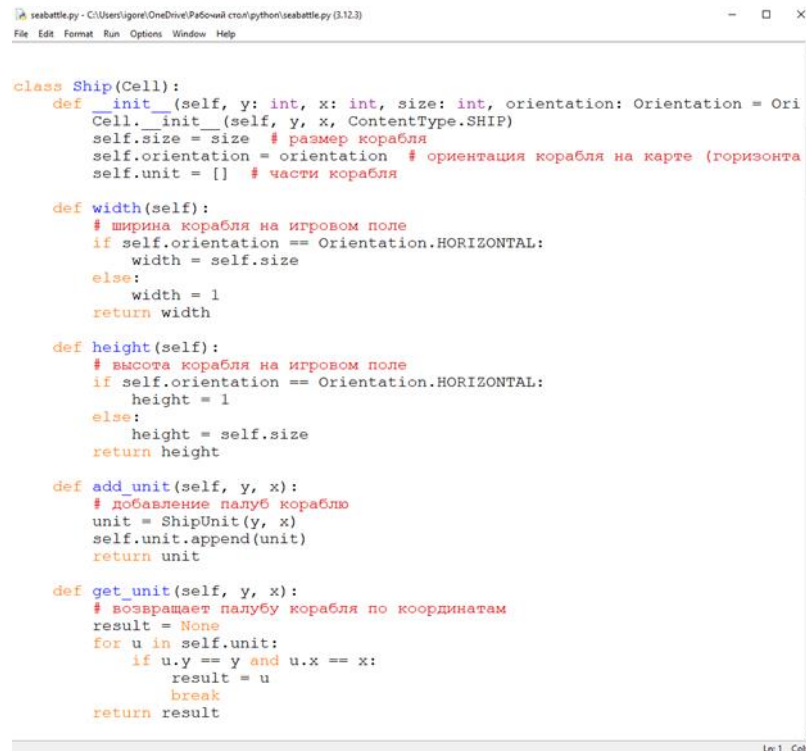 seabattle.py - C:\Users\igore\OneDrive\Рабочий стол\python\seabattle.py (3.12.3)
File Edit Format Run Options Window Help
class Ship(Cell):
    def __init__(self, y: int, x: int, size: int, orientation: Orientation = Ori
        Cell.__init__(self, y, x, ContentType.SHIP)
        self.size = size  # размер корабля
        self.orientation = orientation  # ориентация корабля на карте (горизонта
        self.unit = []  # части корабля
    def width(self):
        # ширина корабля на игровом поле
        if self.orientation == Orientation.HORIZONTAL:
            width = self.size
        else:
            width = 1
        return width
    def height(self):
        # высота корабля на игровом поле
        if self.orientation == Orientation.HORIZONTAL:
            height = 1
        else:
            height = self.size
        return height
    def add_unit(self, y, x):
        # добавление палуб кораблю
        unit = ShipUnit(y, x)
        self.unit.append(unit)
        return unit
    def get_unit(self, y, x):
        # возвращает палубу корабля по координатам
        result = None
        for u in self.unit:
            if u.y == y and u.x == x:
                result = u
                break
        return result
Ln: 1 Col